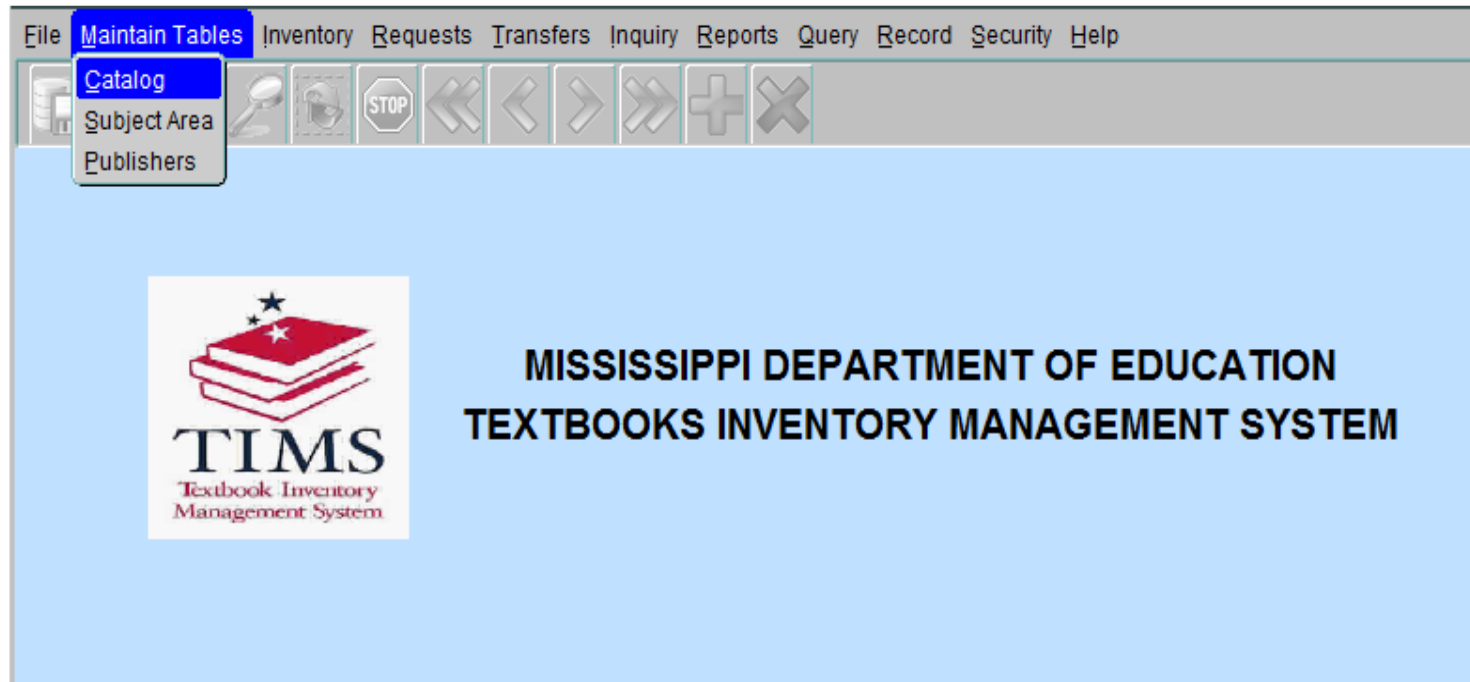 File Maintain Tables Inventory Requests Transfers Inquiry Reports Query Record Security Help
Catalog
Subject Area
Publishers
STOP
MISSISSIPPI DEPARTMENT OF EDUCATION
TEXTBOOKS INVENTORY MANAGEMENT SYSTEM
TIMS
Textbook Inventory
Management System